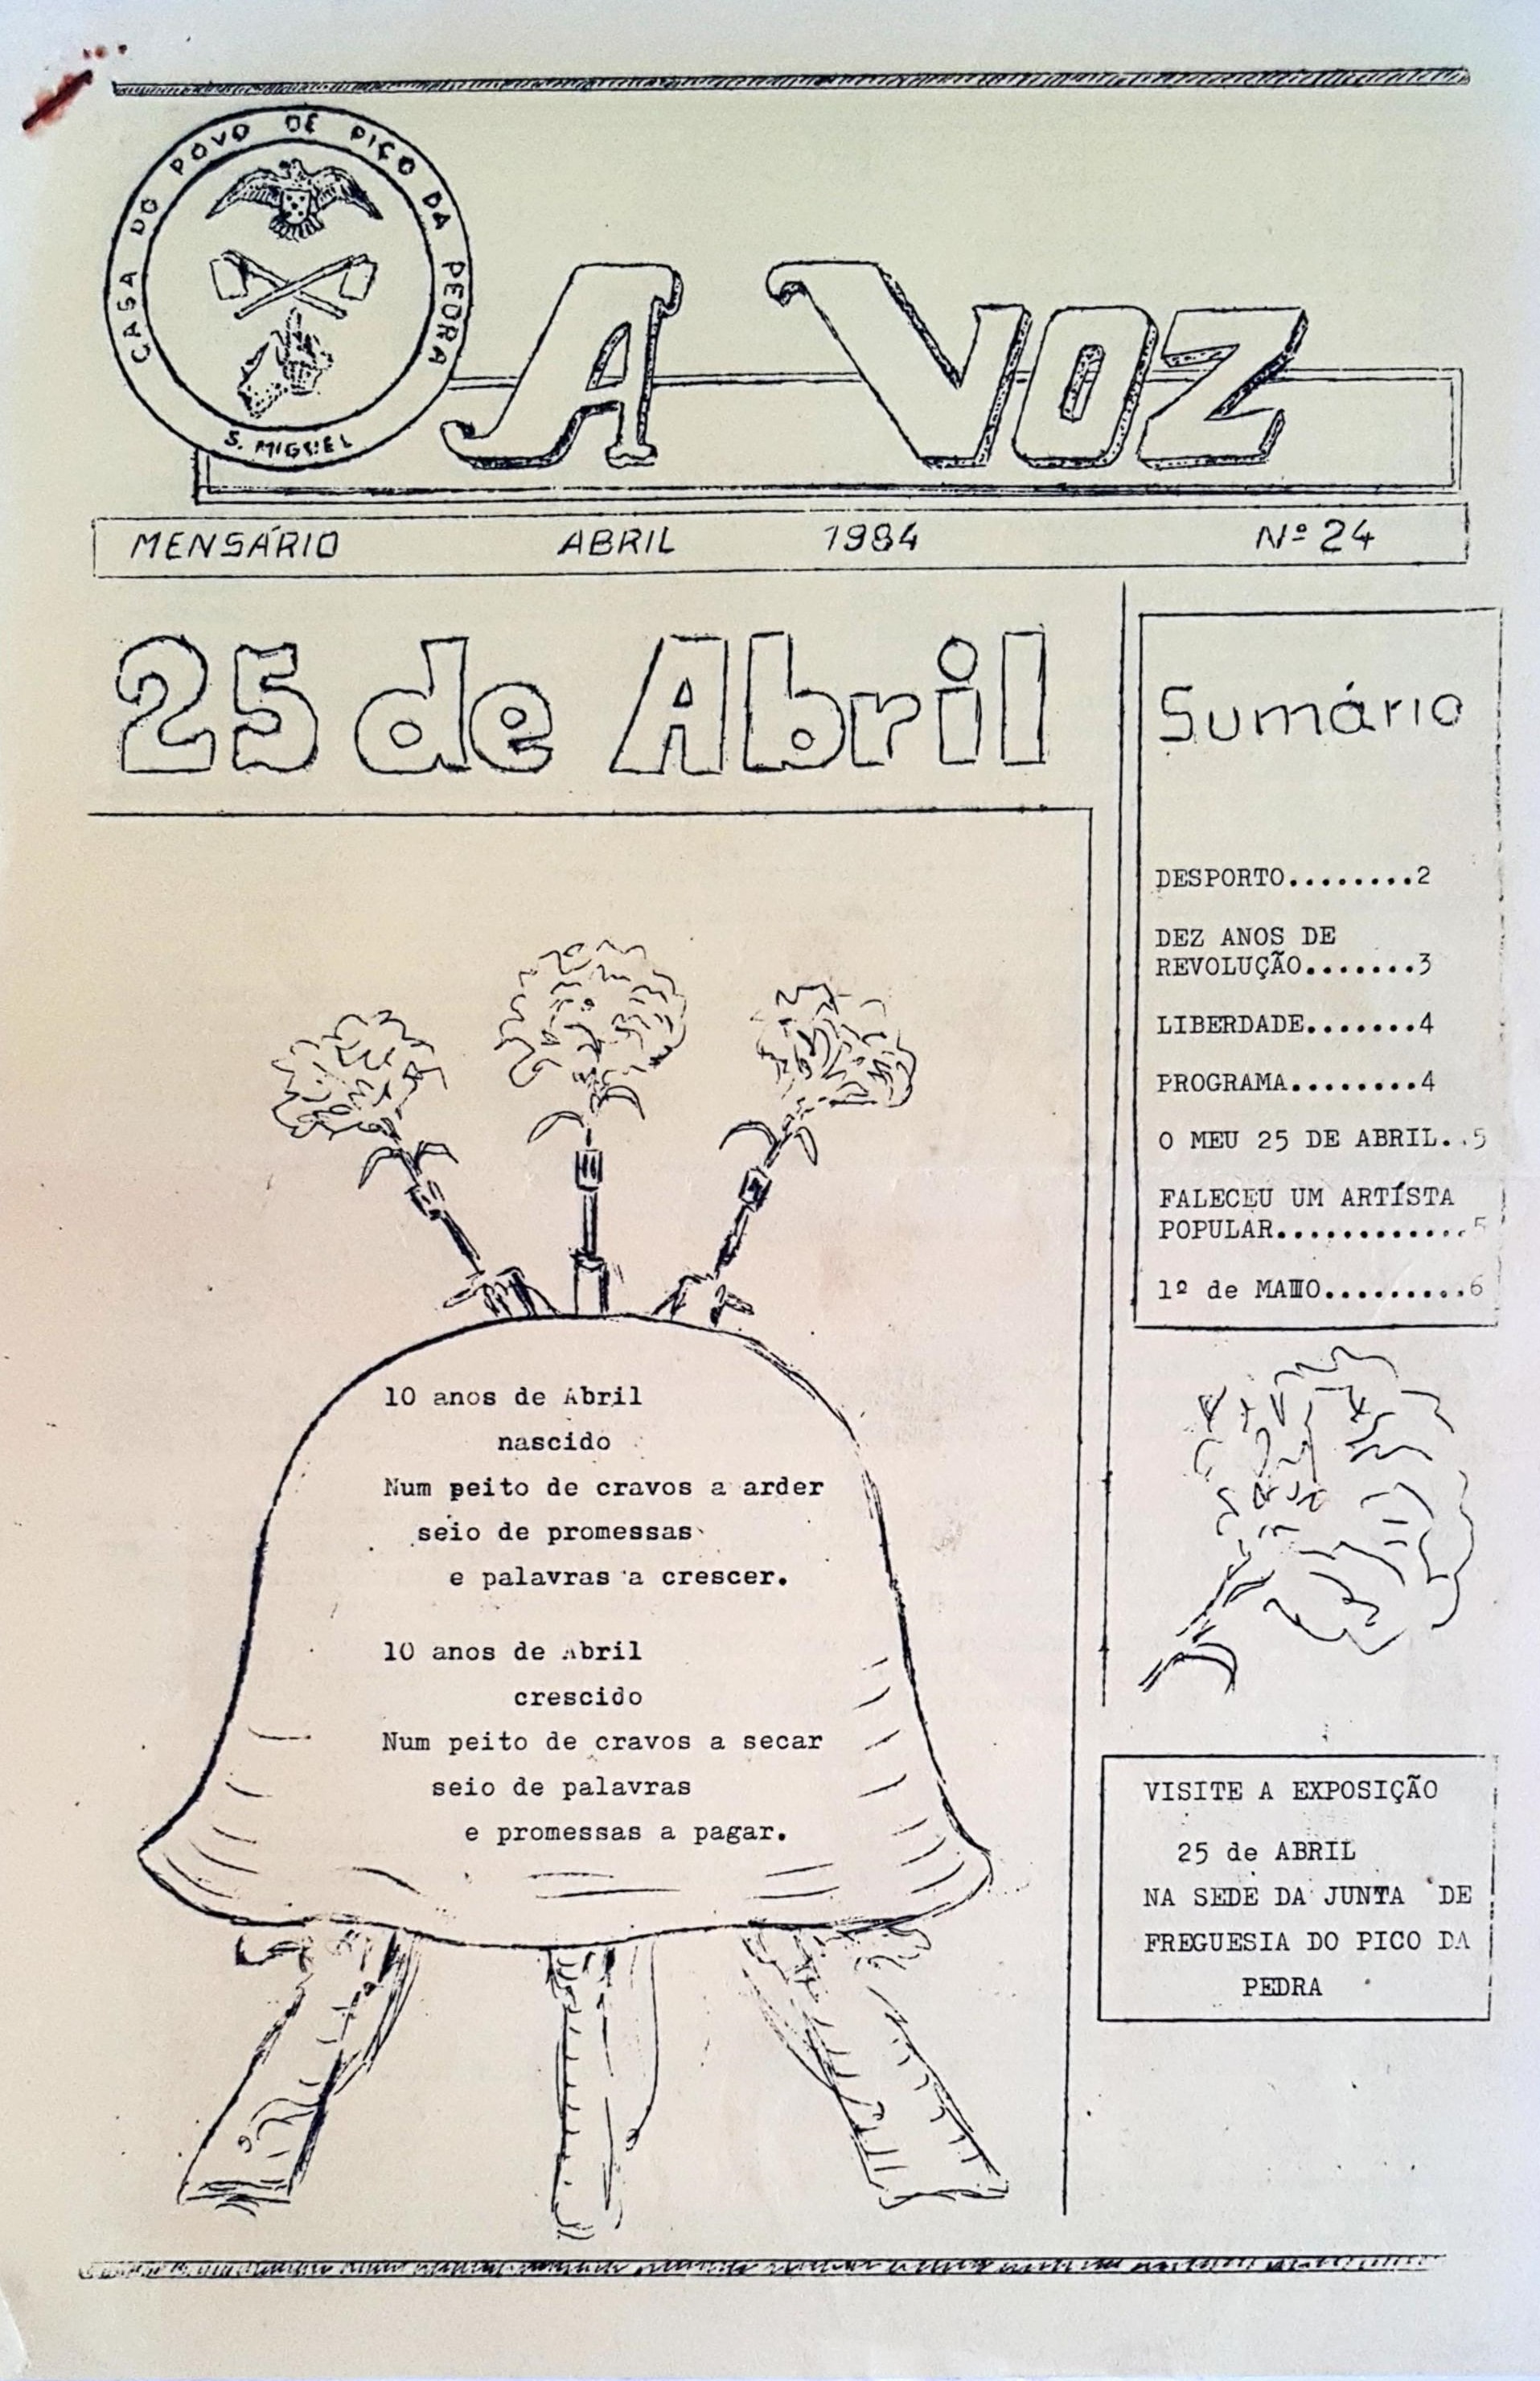 CASA DO POVO DE PICO DA PEDRA
S. MIGUEL
A VOZ
MENSÁRIO ABRIL 1984 Nº 24
25 de Abril
10 anos de Abril
nascido
Num peito de cravos a arder
seio de promessas
e palavras a crescer.
10 anos de Abril
crescido
Num peito de cravos a secar
seio de palavras
e promessas a pagar.
Sumário
DESPORTO........2
DEZ ANOS DE
REVOLUÇÃO.......3
LIBERDADE.......4
PROGRAMA........4
O MEU 25 DE ABRIL..5
FALECEU UM ARTÍSTA
POPULAR............5
1º de MAIO.........6
VISITE A EXPOSIÇÃO
25 de ABRIL
NA SEDE DA JUNTA DE
FREGUESIA DO PICO DA
PEDRA